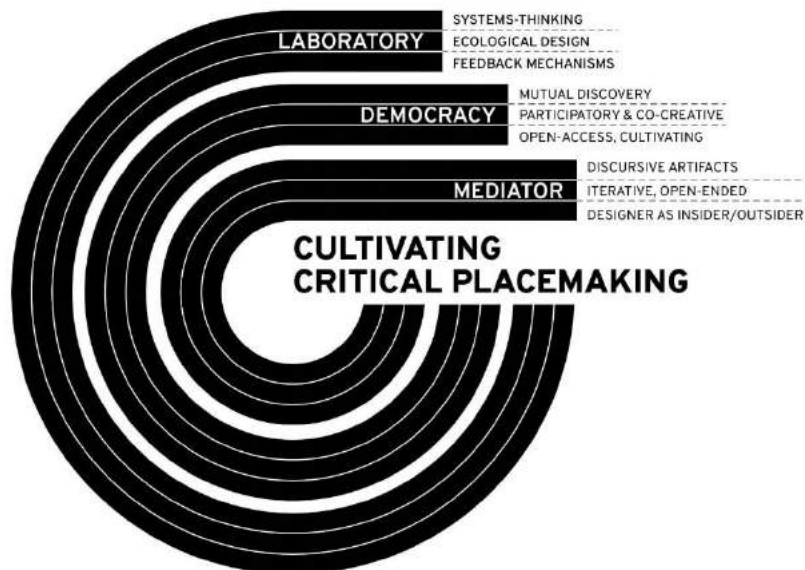 SYSTEMS-THINKING
LABORATORY
ECOLOGICAL DESIGN
FEEDBACK MECHANISMS
MUTUAL DISCOVERY
DEMOCRACY
PARTICIPATORY & CO-CREATIVE
OPEN-ACCESS, CULTIVATING
DISCURSIVE ARTIFACTS
MEDIATOR
ITERATIVE, OPEN-ENDED
DESIGNER AS INSIDER/OUTSIDER
CULTIVATING
CRITICAL PLACEMAKING